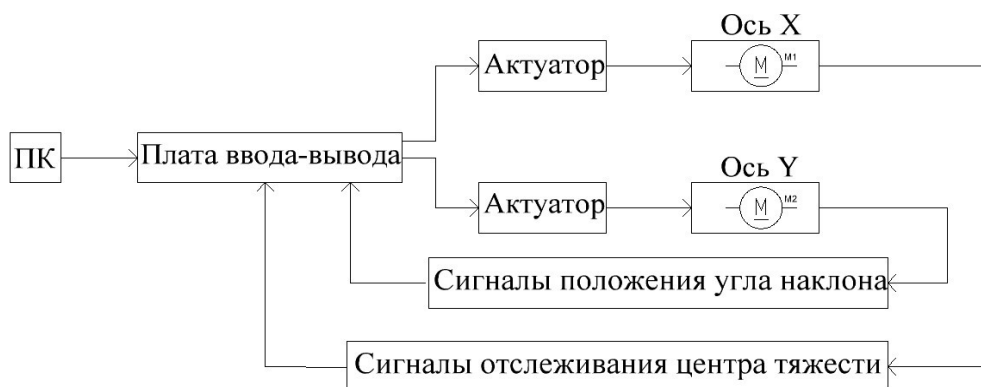 Ось X
Актуатор
M
M1
ПК
Плата ввода-вывода
Ось Y
Актуатор
M
M2
Сигналы положения угла наклона
Сигналы отслеживания центра тяжести